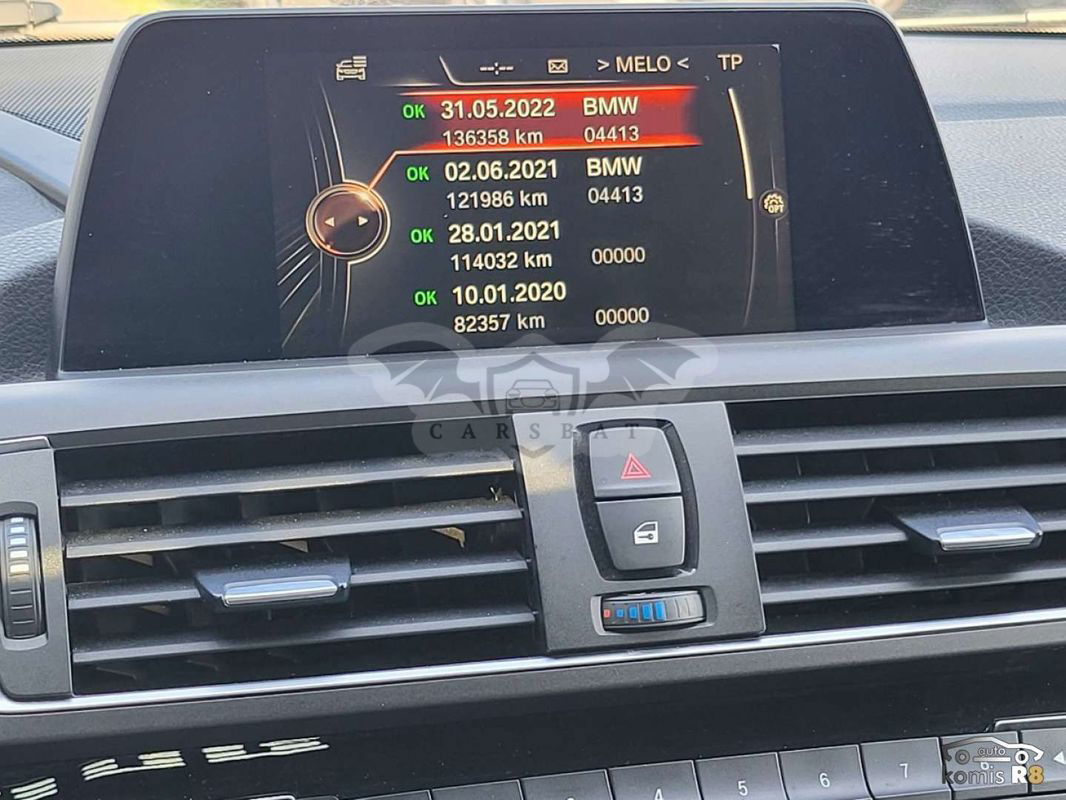 --:-- > MELO < TP
OK 31.05.2022 BMW
136358 km 04413
OK 02.06.2021 BMW
121986 km 04413
OPT
OK 28.01.2021
114032 km 00000
OK 10.01.2020
82357 km 00000
CARSBAT
4 5 6 7 8
auto
komis R8